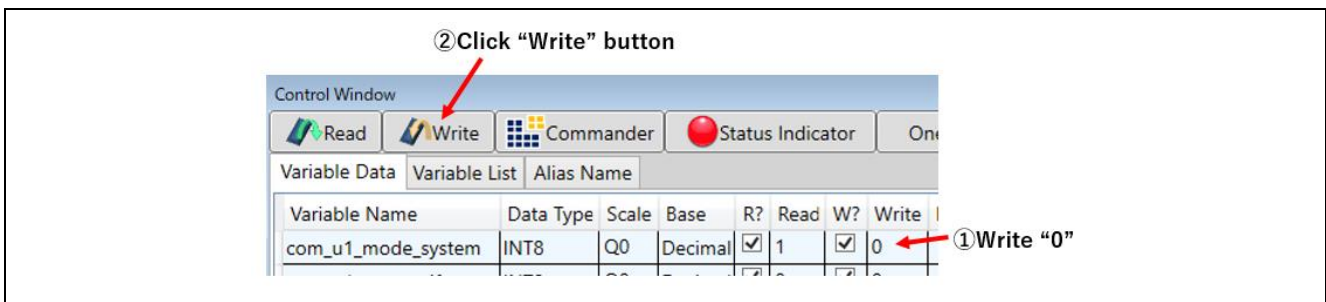 ②Click “Write” button
Control Window
Read Write Commander Status Indicator
Variable Data Variable List Alias Name
Variable Name Data Type Scale Base R? Read W? Write
com_u1_mode_system INT8 Q0 Decimal 1 0
①Write “0”